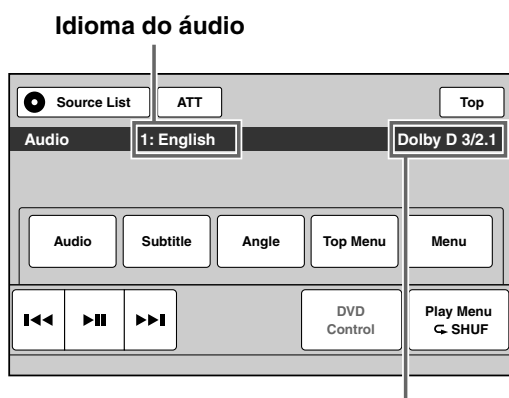 Idioma do áudio
Source List ATT Top
Audio 1: English Dolby D 3/2.1
Audio Subtitle Angle Top Menu Menu
DVD Control Play Menu SHUF